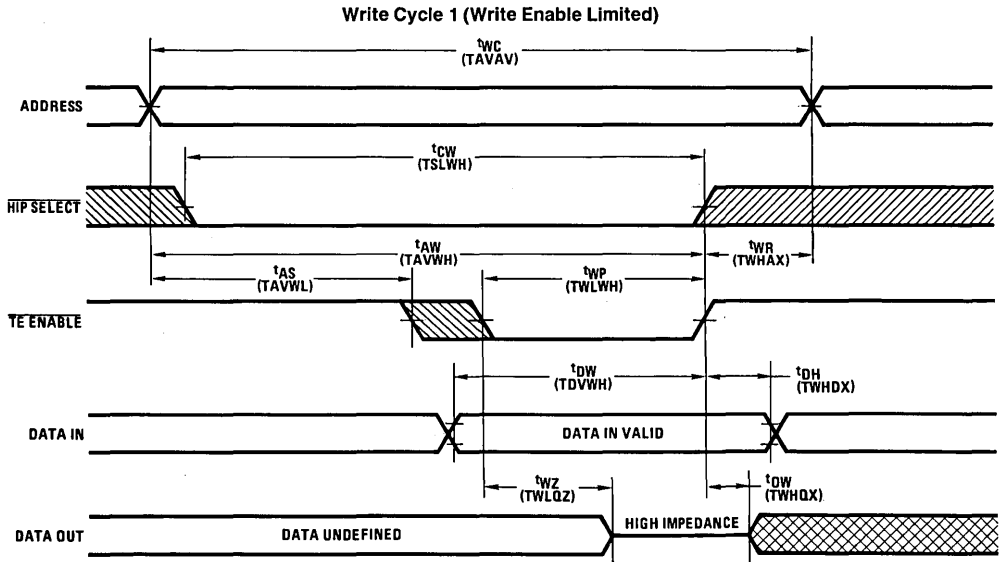 Write Cycle 1 (Write Enable Limited)
tWC
(TAVAV)
ADDRESS
tCW
(TSLWH)
HIP SELECT
tAW
(TAVWH)
tWR
(TWHAX)
tAS
(TAVWL)
tWP
(TWLWH)
TE ENABLE
tDW
(TDVWH)
tDH
(TWHDX)
DATA IN
DATA IN VALID
tWZ
(TWLQZ)
tOW
(TWHQX)
DATA OUT
DATA UNDEFINED
HIGH IMPEDANCE